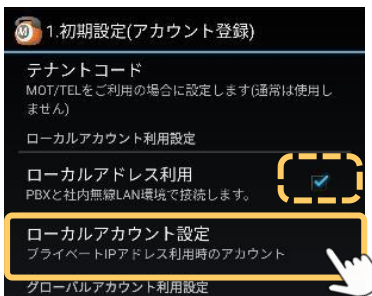 1.初期設定(アカウント登録)
テナントコード
MOT/TELをご利用の場合に設定します(通常は使用し
ません)
ローカルアカウント利用設定
ローカルアドレス利用
PBXと社内無線LAN環境で接続します。
ローカルアカウント設定
プライベートIPアドレス利用時のアカウント
グローバルアカウント利用設定